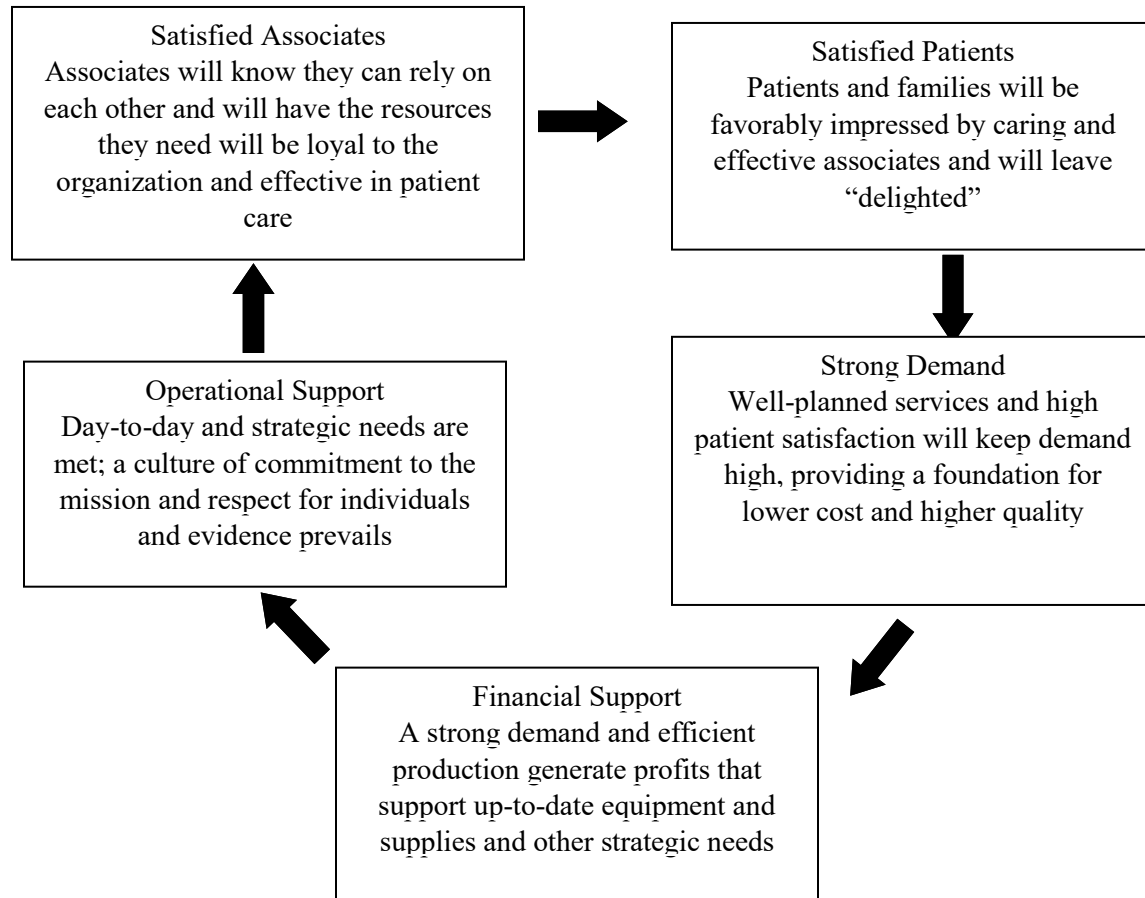 Satisfied Associates
Associates will know they can rely on
each other and will have the resources
they need will be loyal to the
organization and effective in patient
care
Satisfied Patients
Patients and families will be
favorably impressed by caring and
effective associates and will leave
“delighted”
Strong Demand
Well-planned services and high
patient satisfaction will keep demand
high, providing a foundation for
lower cost and higher quality
Financial Support
A strong demand and efficient
production generate profits that
support up-to-date equipment and
supplies and other strategic needs
Operational Support
Day-to-day and strategic needs are
met; a culture of commitment to the
mission and respect for individuals
and evidence prevails